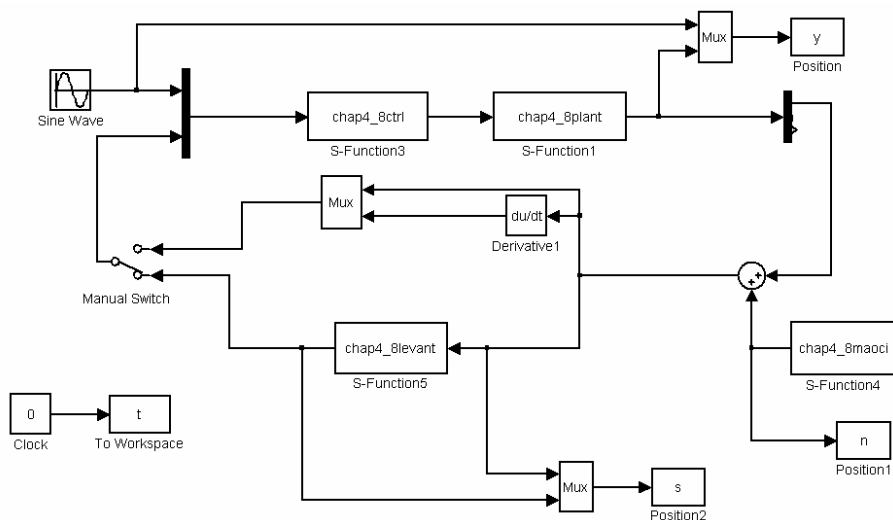 Mux
y
Position
Sine Wave
chap4_8ctrl
S-Function3
chap4_8plant
S-Function1
Mux
du/dt
Derivative1
Manual Switch
chap4_8levant
S-Function5
chap4_8maoci
S-Function4
0
Clock
t
To Workspace
n
Position1
Mux
s
Position2